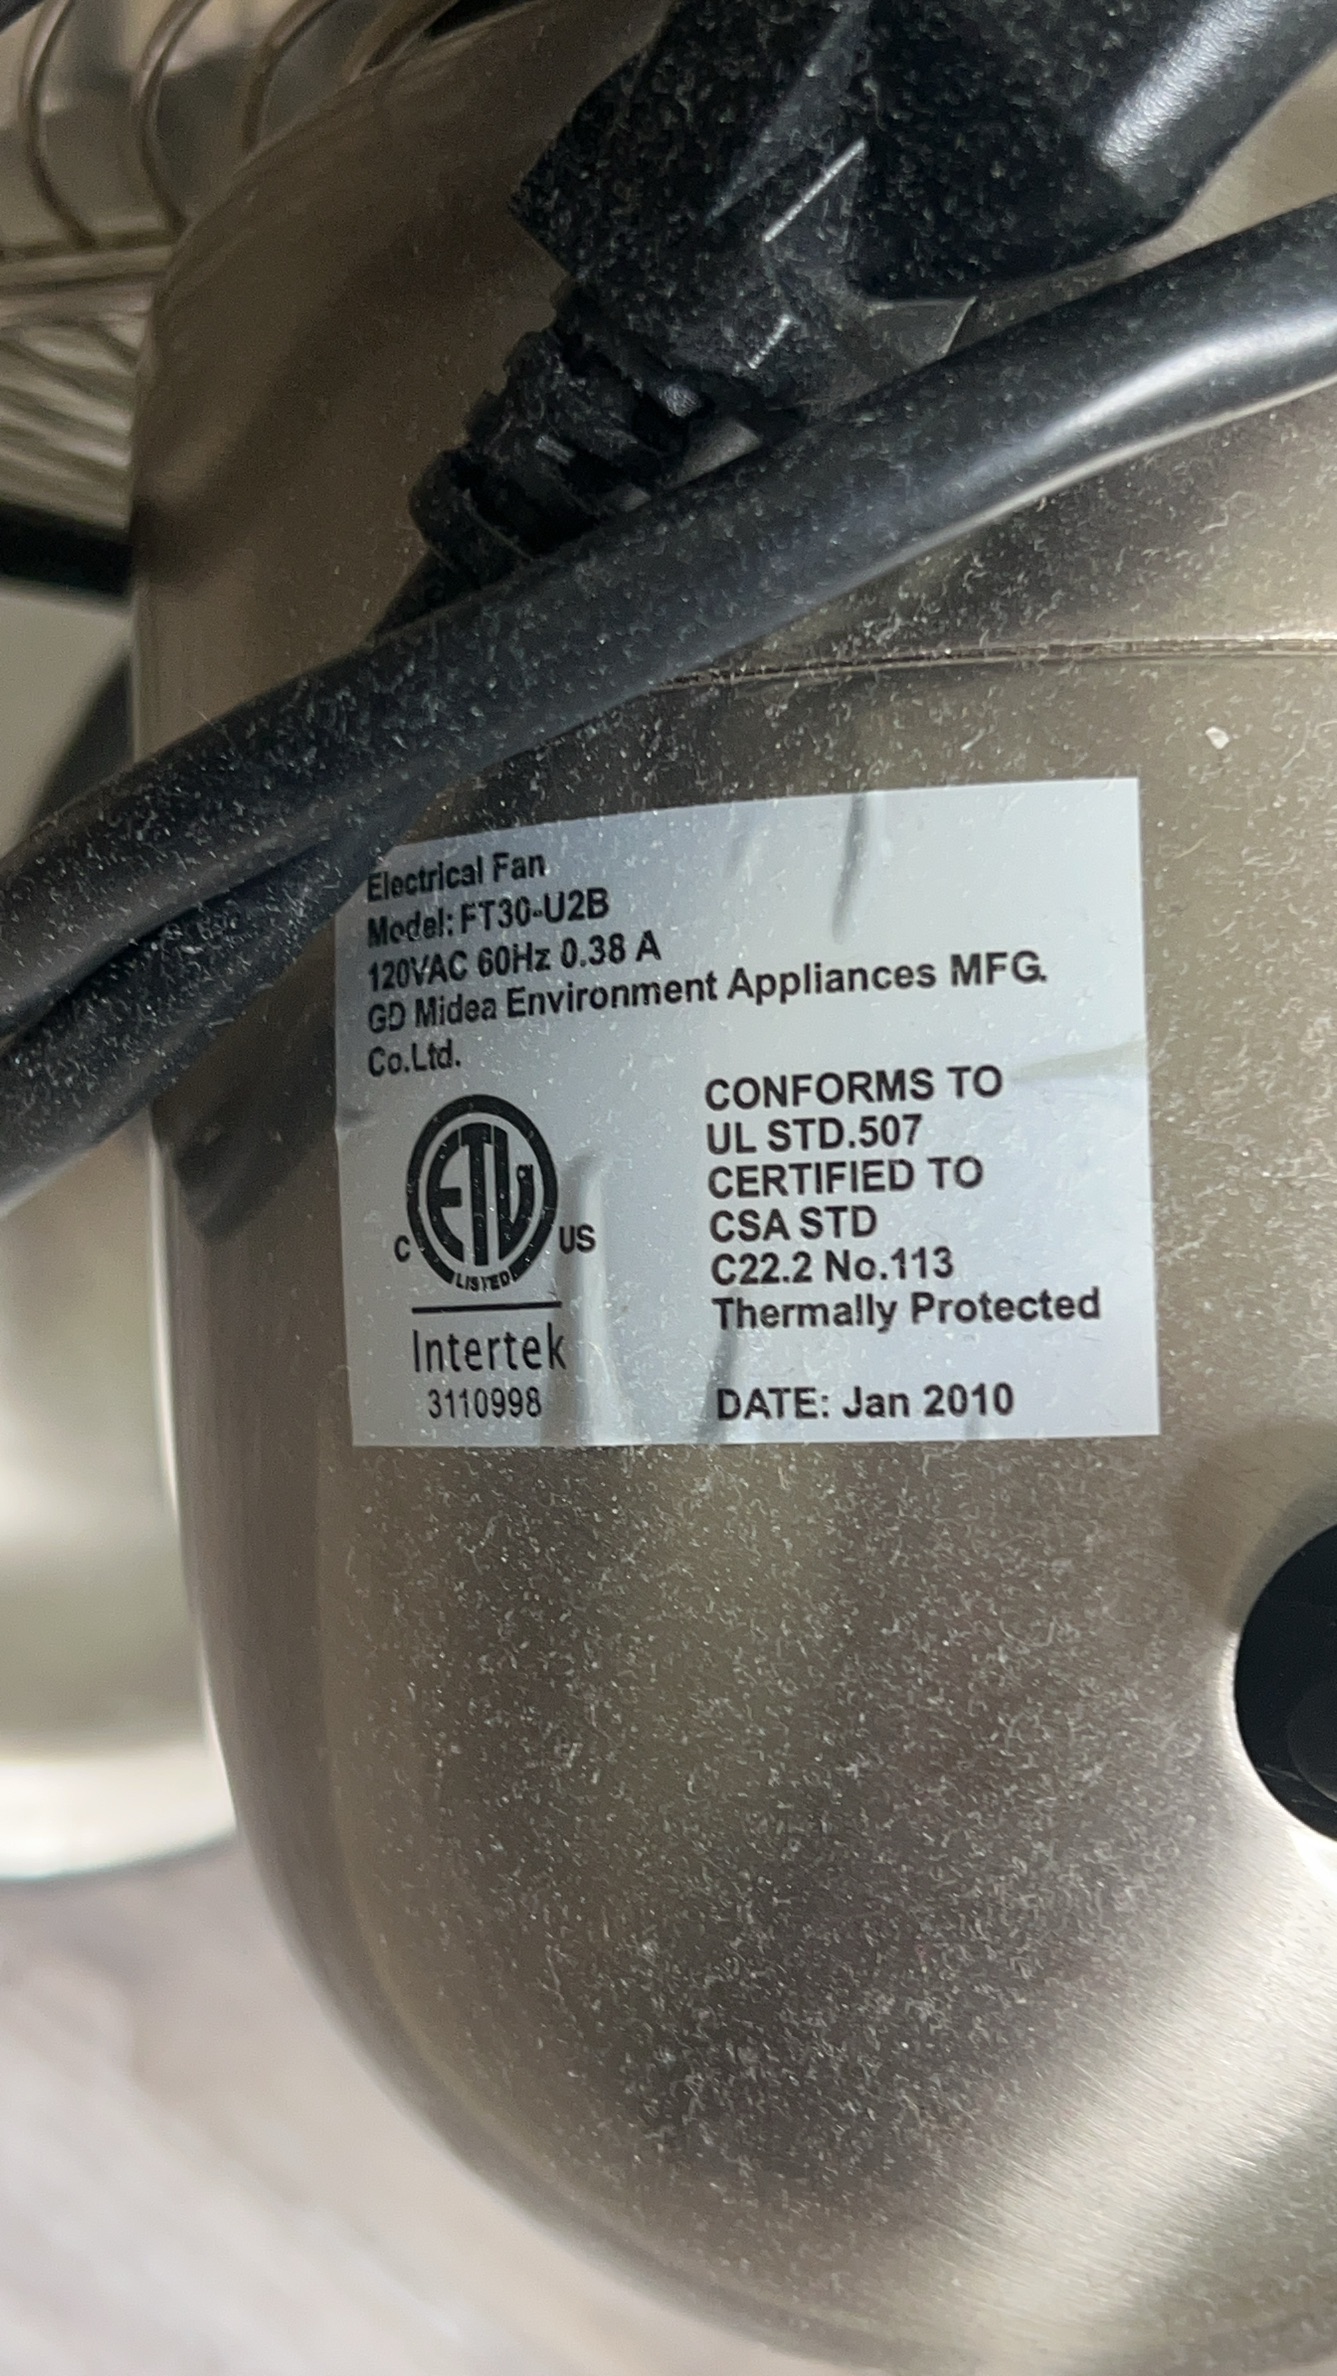 Electrical Fan
Model: FT30-U2B
120VAC 60Hz 0.38 A
GD Midea Environment Appliances MFG.
Co.Ltd.
CONFORMS TO
UL STD.507
CERTIFIED TO
CSA STD
C22.2 No.113
Thermally Protected
DATE: Jan 2010
ETL
C US
LISTED
Intertek
3110998